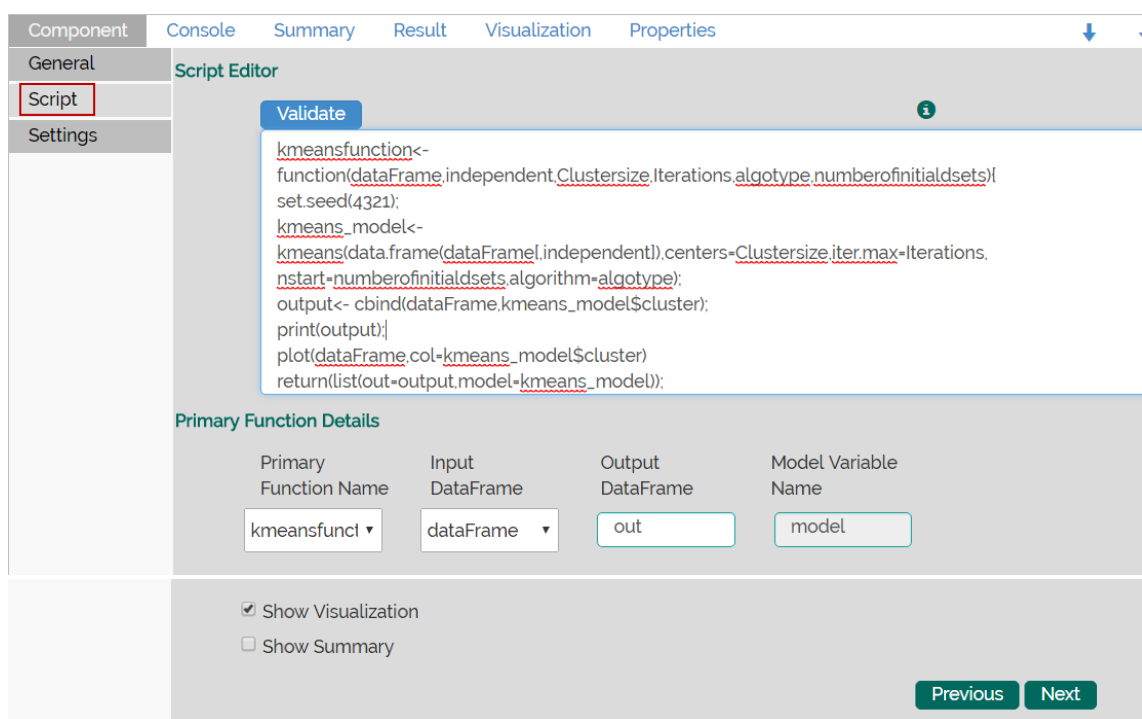 Component Console Summary Result Visualization Properties
General
Script
Settings
Script Editor
Validate
kmeansfunction<-
function(dataFrame,independent,Clustersize,Iterations,algotype,numberofinitialdsets){
set.seed(4321);
kmeans_model<-
kmeans(data.frame(dataFrame[,independent]),centers=Clustersize,iter.max=Iterations,
nstart=numberofinitialdsets,algorithm=algotype);
output<- cbind(dataFrame,kmeans_model$cluster);
print(output);
plot(dataFrame,col=kmeans_model$cluster)
return(list(out=output,model=kmeans_model));
Primary Function Details
Primary Function Name
Input DataFrame
Output DataFrame
Model Variable Name
kmeansfunct dataFrame out model
Show Visualization
Show Summary
Previous Next